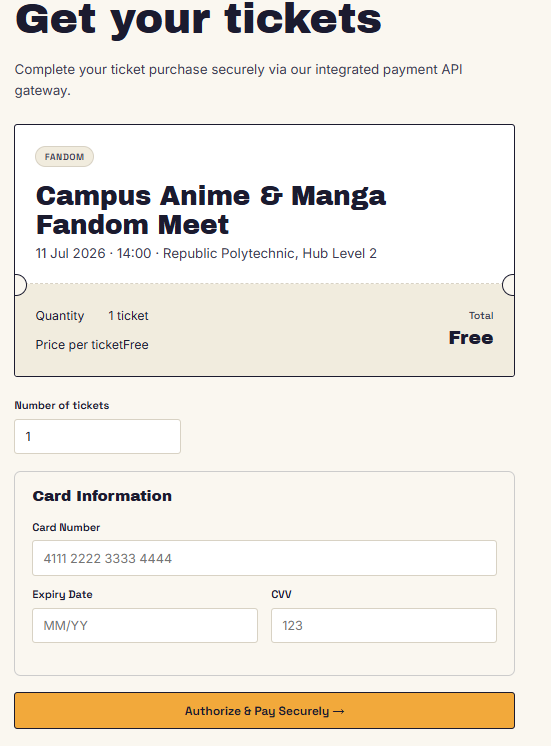 Get your tickets
Complete your ticket purchase securely via our integrated payment API
gateway.
FANDOM
Campus Anime & Manga
Fandom Meet
11 Jul 2026 · 14:00 · Republic Polytechnic, Hub Level 2
Quantity 1 ticket
Total
Price per ticketFree
Free
Number of tickets
1
Card Information
Card Number
4111 2222 3333 4444
Expiry Date CVV
MM/YY 123
Authorize & Pay Securely →